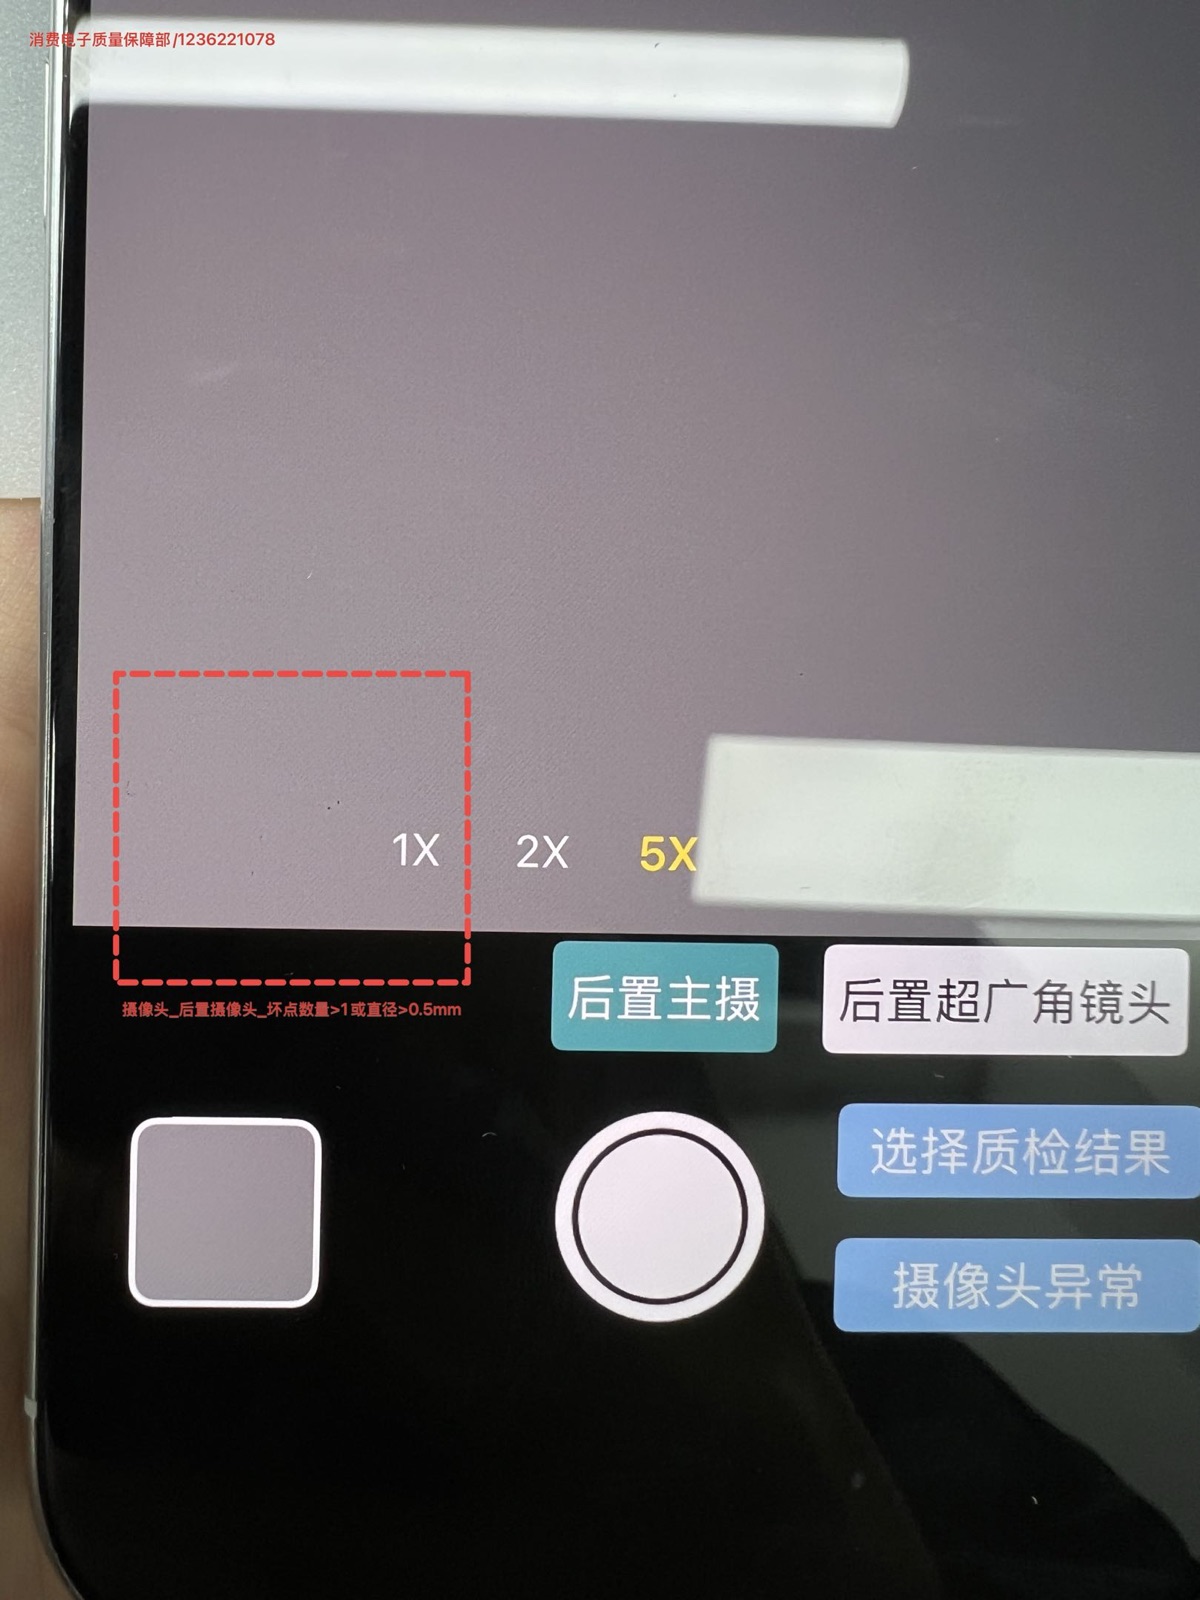 消费电子质量保障部/1236221078
1X 2X 5X
后置主摄 后置超广角镜头
摄像头_后置摄像头_坏点数量>1或直径>0.5mm
选择质检结果
摄像头异常